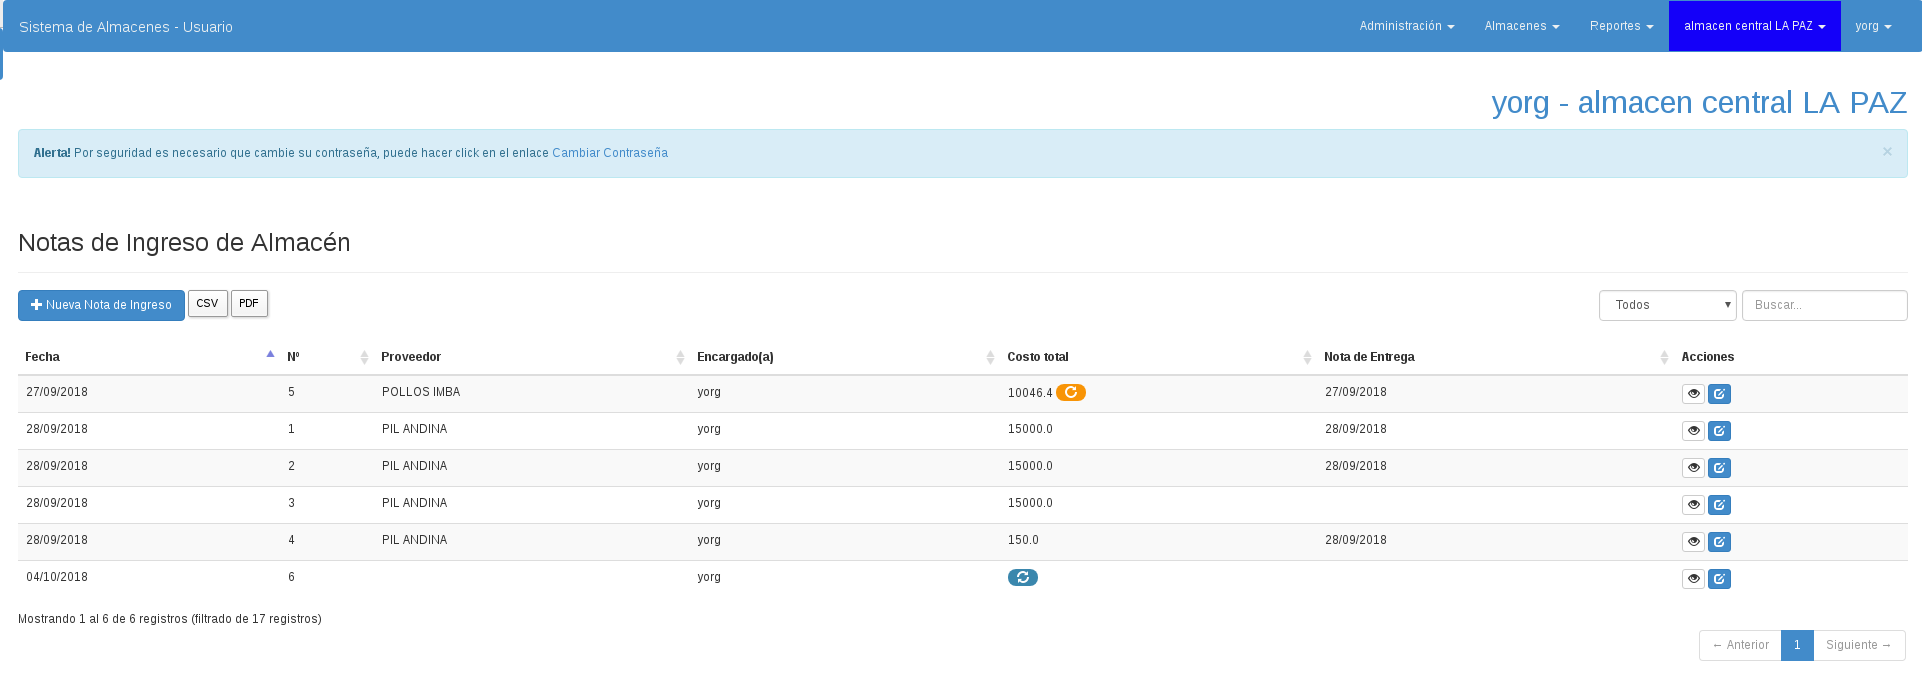 Sistema de Almacenes - Usuario Administración Almacenes Reportes almacen central LA PAZ yorg
yorg - almacen central LA PAZ
Alerta! Por seguridad es necesario que cambie su contraseña, puede hacer click en el enlace Cambiar Contraseña ×
Notas de Ingreso de Almacén
Nueva Nota de Ingreso CSV PDF Todos Buscar...
Fecha Nº Proveedor Encargado(a) Costo total Nota de Entrega Acciones
27/09/2018 5 POLLOS IMBA yorg 10046.4 27/09/2018
28/09/2018 1 PIL ANDINA yorg 15000.0 28/09/2018
28/09/2018 2 PIL ANDINA yorg 15000.0 28/09/2018
28/09/2018 3 PIL ANDINA yorg 15000.0
28/09/2018 4 PIL ANDINA yorg 150.0 28/09/2018
04/10/2018 6 yorg
Mostrando 1 al 6 de 6 registros (filtrado de 17 registros)
← Anterior 1 Siguiente →